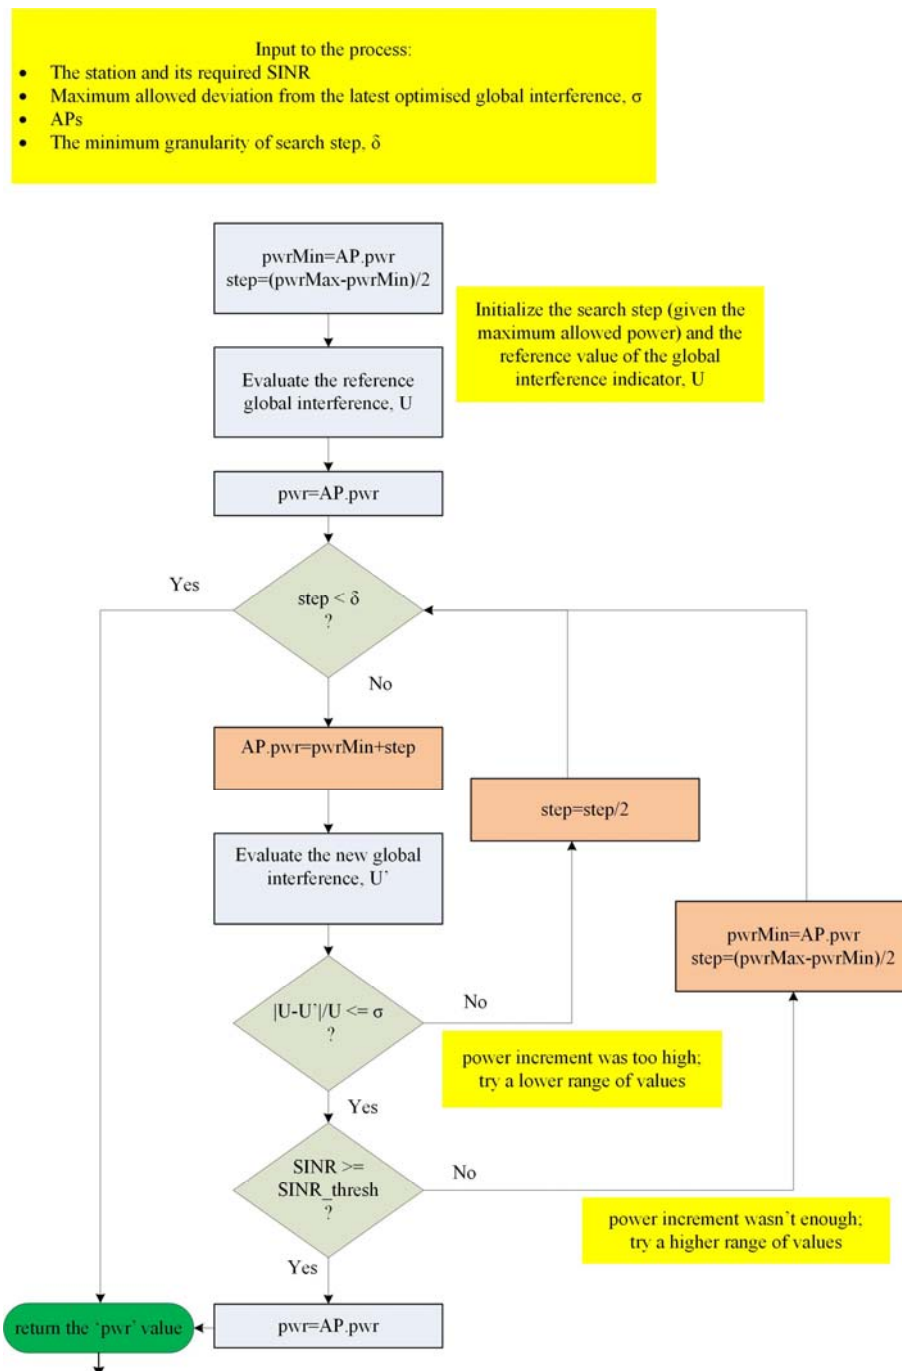 Input to the process:
• The station and its required SINR
• Maximum allowed deviation from the latest optimised global interference, σ
• APs
• The minimum granularity of search step, δ
pwrMin=AP.pwr
step=(pwrMax-pwrMin)/2
Initialize the search step (given the
maximum allowed power) and the
reference value of the global
interference indicator, U
Evaluate the reference
global interference, U
pwr=AP.pwr
Yes
step < δ
?
No
AP.pwr=pwrMin+step
step=step/2
Evaluate the new global
interference, U`
pwrMin=AP.pwr
step=(pwrMax-pwrMin)/2
|U-U`|/U <= σ
?
No
power increment was too high;
try a lower range of values
Yes
SINR >=
SINR_thresh
?
No
power increment wasn`t enough;
try a higher range of values
Yes
return the ‘pwr’ value
pwr=AP.pwr